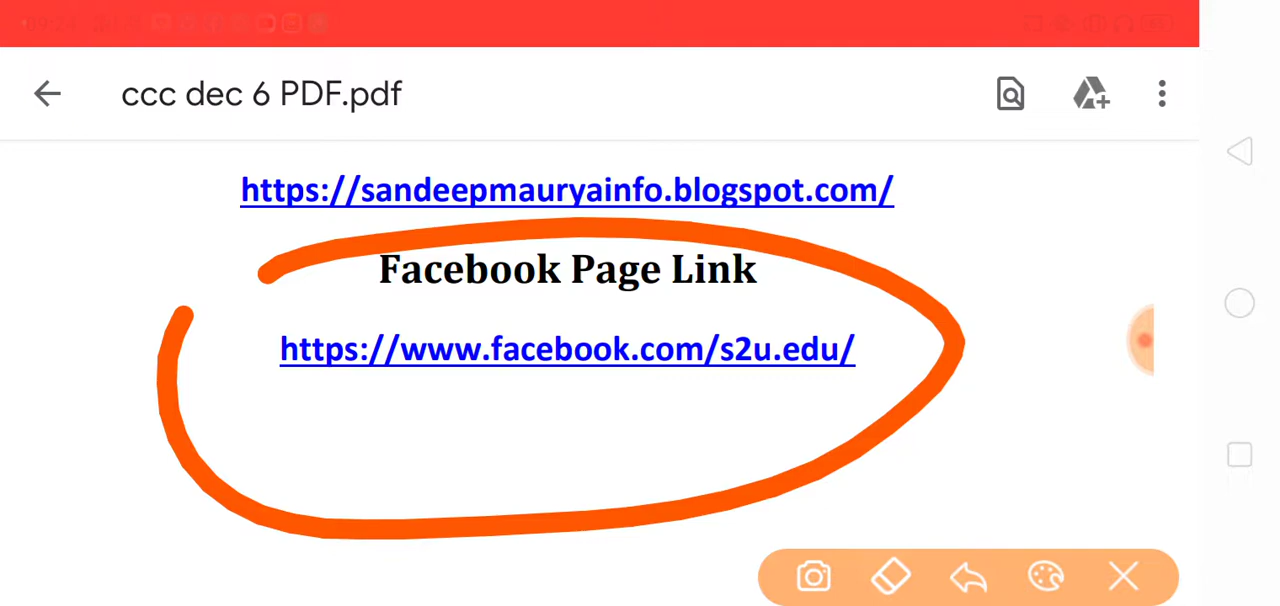 ccc dec 6 PDF.pdf
https://sandeepmauryainfo.blogspot.com/
Facebook Page Link
https://www.facebook.com/s2u.edu/